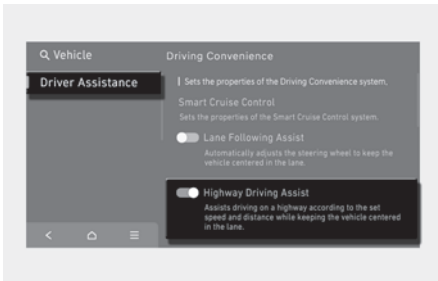 Vehicle
Driving Convenience
Driver Assistance
Sets the properties of the Driving Convenience system.
Smart Cruise Control
Sets the properties of the Smart Cruise Control system.
Lane Following Assist
Automatically adjusts the steering wheel to keep the
vehicle centered in the lane.
Highway Driving Assist
Assists driving on a highway according to the set
speed and distance while keeping the vehicle centered
in the lane.